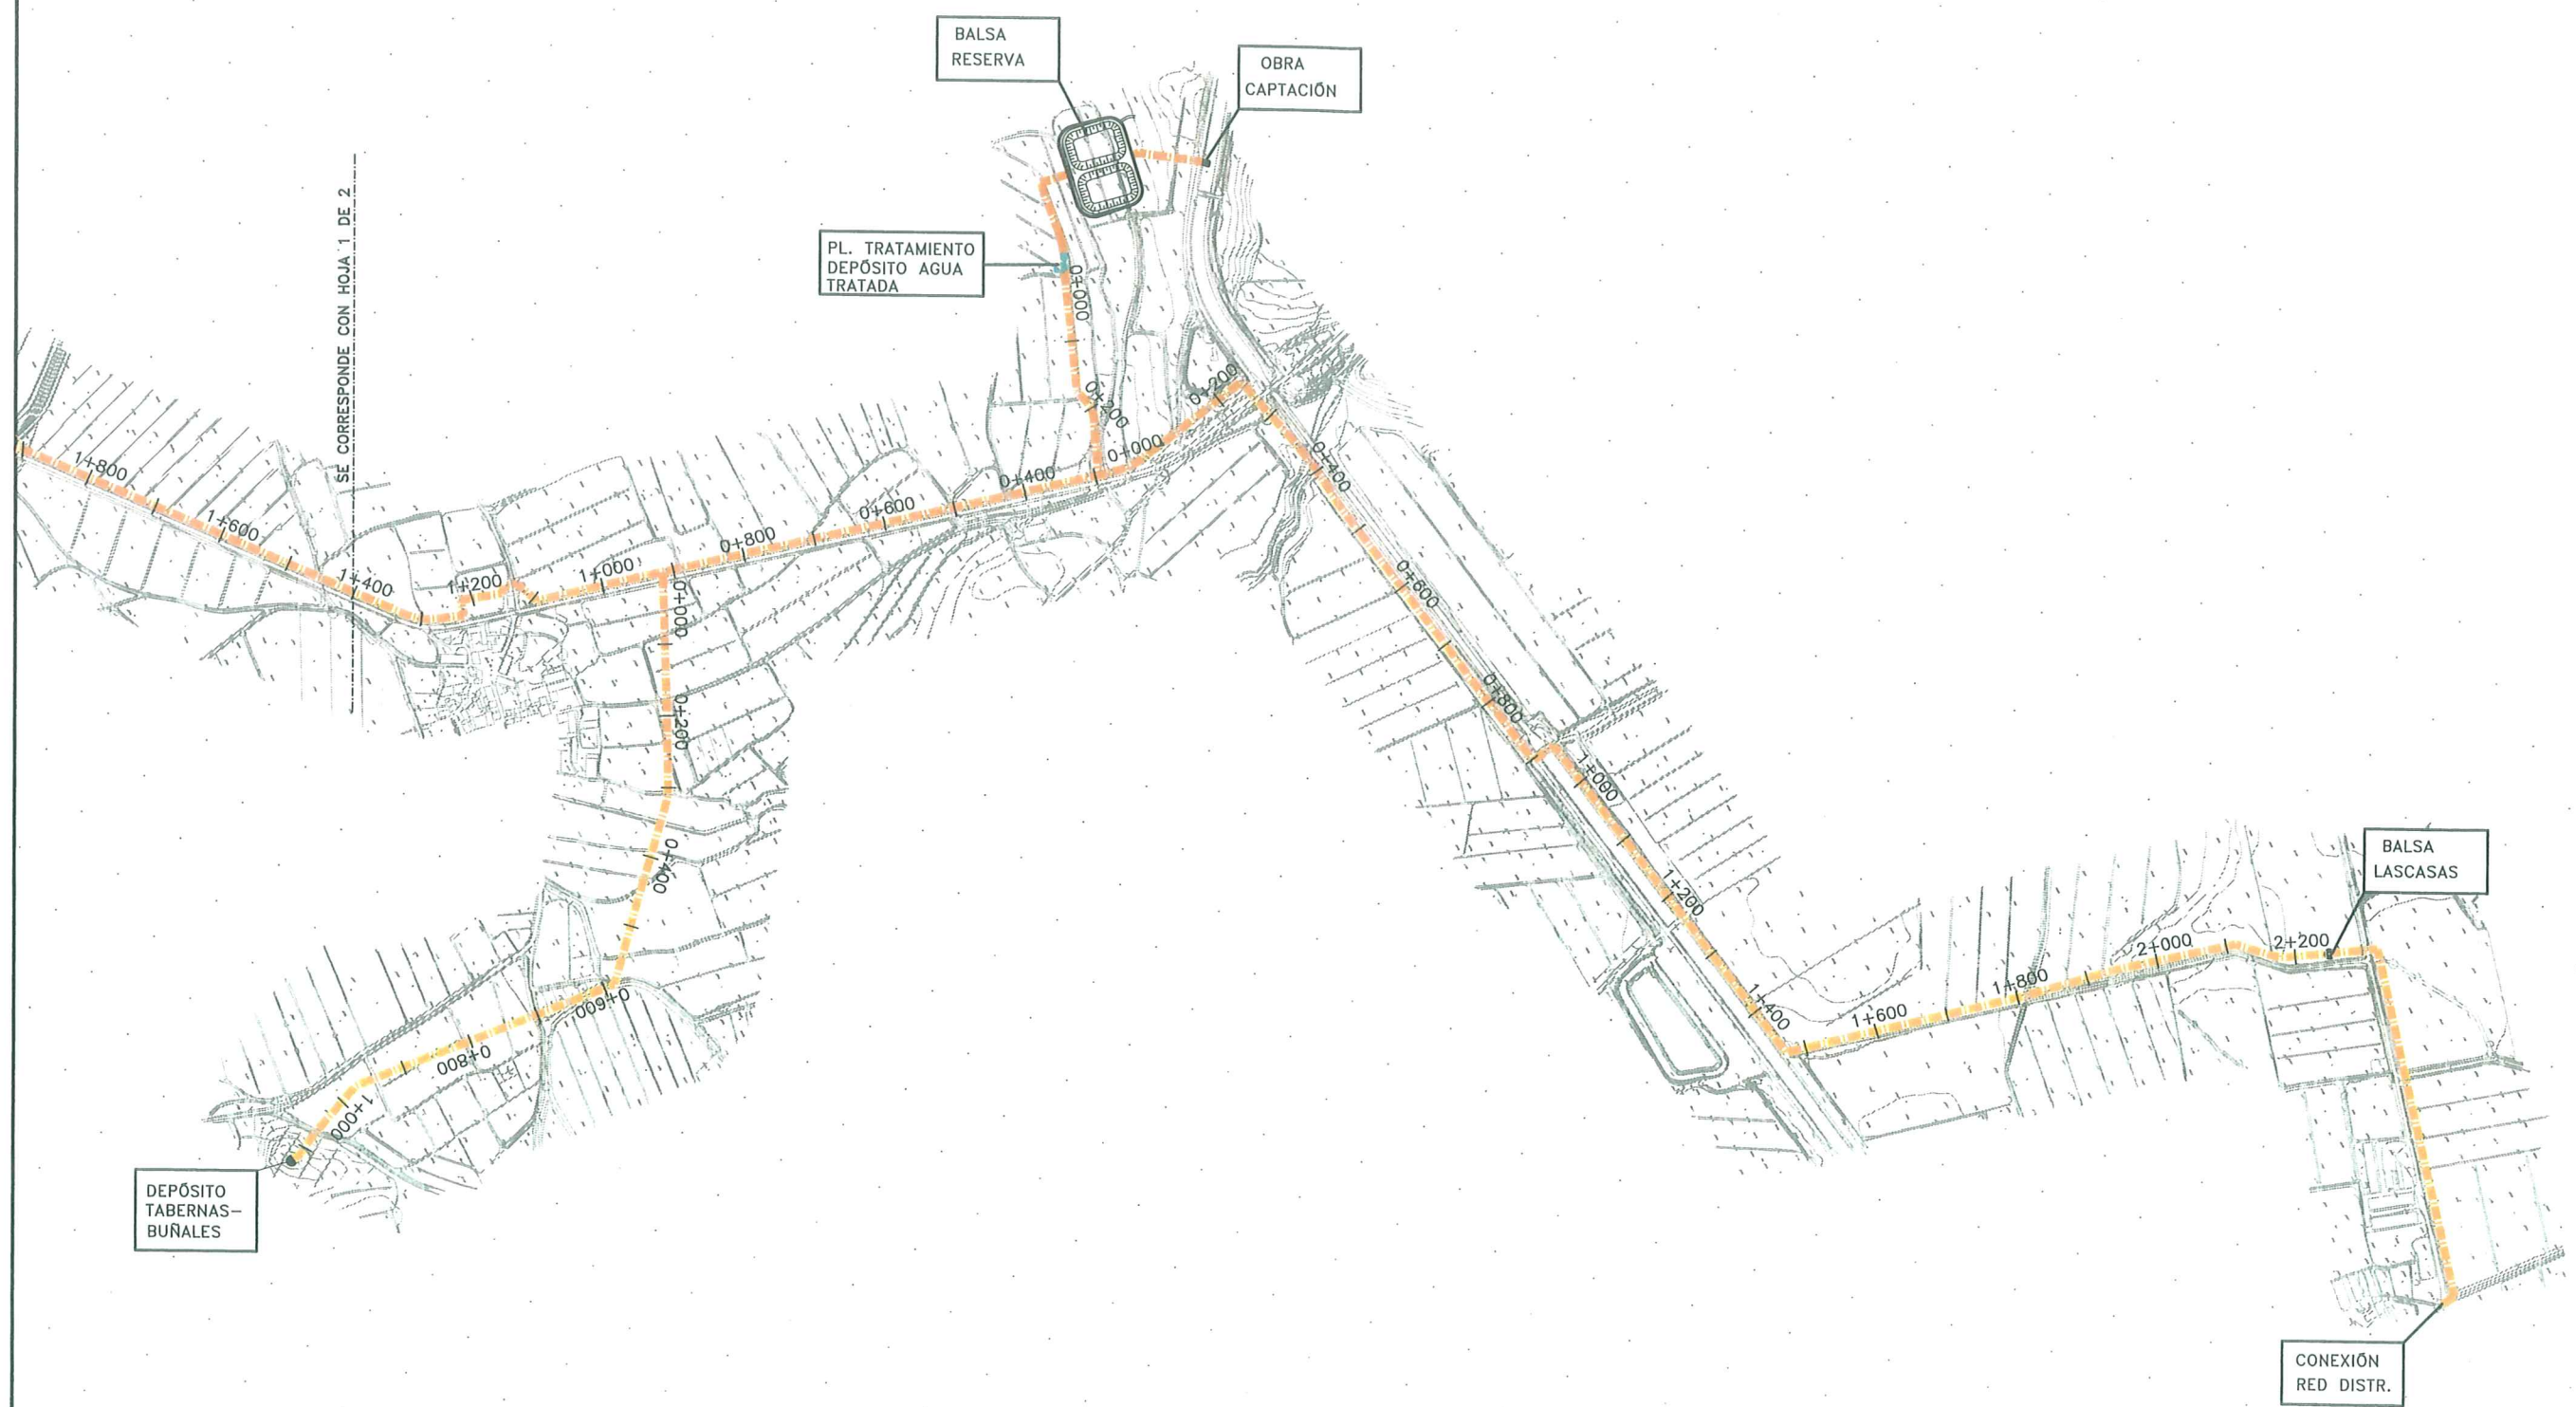 BALSA
RESERVA
OBRA
CAPTACIÓN
PL. TRATAMIENTO
DEPÓSITO AGUA
TRATADA
SE CORRESPONDE CON HOJA 1 DE 2
0+000
0+200
0+000
0+200
0+400
0+600
0+800
1+000
1+200
1+400
1+600
1+800
0+000
0+200
0+400
0+600
0+800
1+000
0+400
0+600
0+800
1+000
1+200
1+400
1+600
1+800
2+000
2+200
BALSA
LASCASAS
DEPÓSITO
TABERNAS-
BUÑALES
CONEXIÓN
RED DISTR.